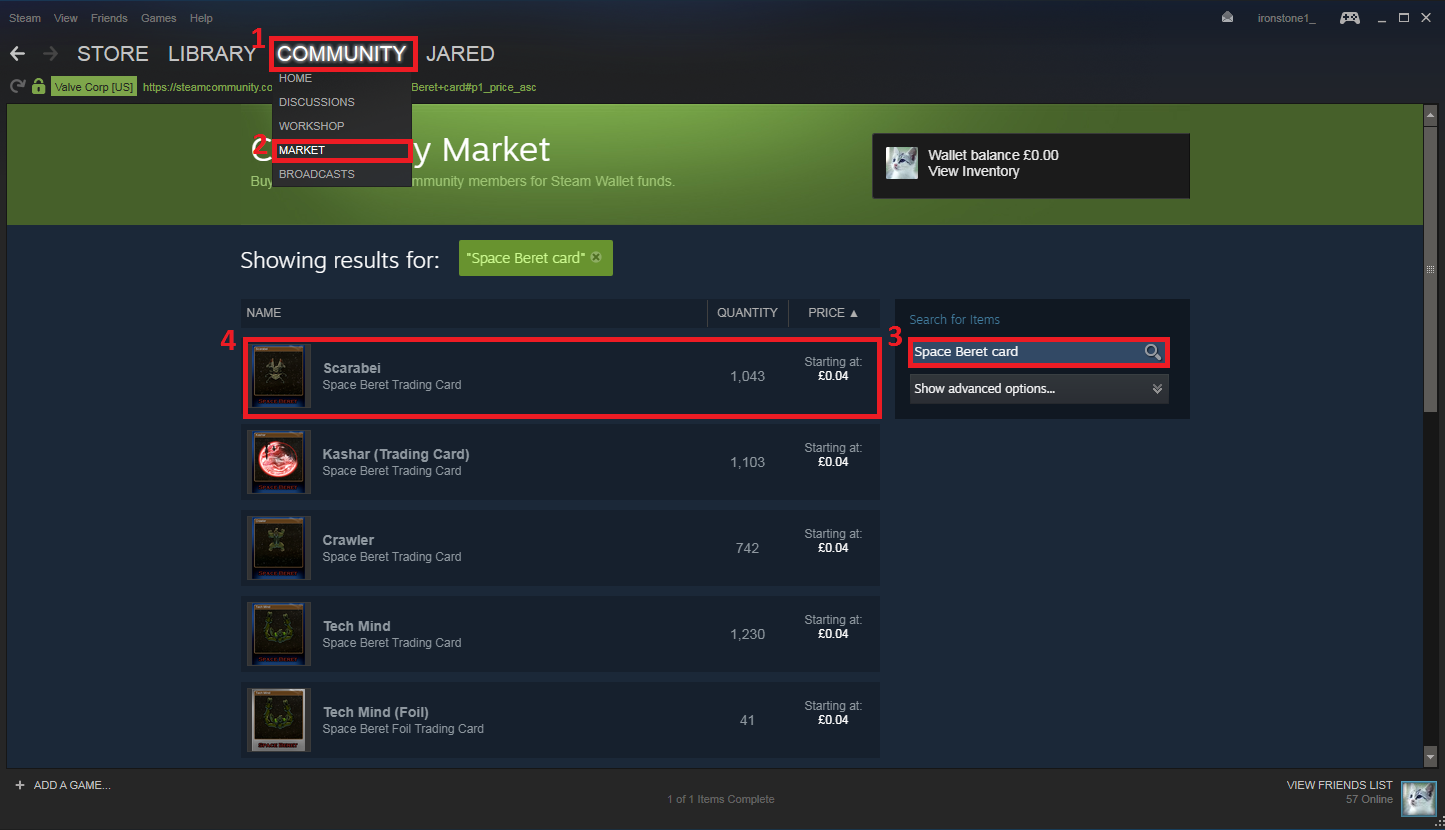 Steam View Friends Games Help
ironstone1_
1
STORE LIBRARY COMMUNITY JARED
Valve Corp [US] https://steamcommunity.co Beret+card#p1_price_asc
HOME
DISCUSSIONS
WORKSHOP
2 MARKET
BROADCASTS
C y Market
Buy mmunity members for Steam Wallet funds.
Wallet balance £0.00
View Inventory
Showing results for: "Space Beret card"
NAME QUANTITY PRICE ▲
4
Scarabei
Space Beret Trading Card
1,043
Starting at:
£0.04
Kashar (Trading Card)
Space Beret Trading Card
1,103
Starting at:
£0.04
Crawler
Space Beret Trading Card
742
Starting at:
£0.04
Tech Mind
Space Beret Trading Card
1,230
Starting at:
£0.04
Tech Mind (Foil)
Space Beret Foil Trading Card
41
Starting at:
£0.04
Search for Items
3
Space Beret card
Show advanced options...
+ ADD A GAME...
1 of 1 Items Complete
VIEW FRIENDS LIST
57 Online